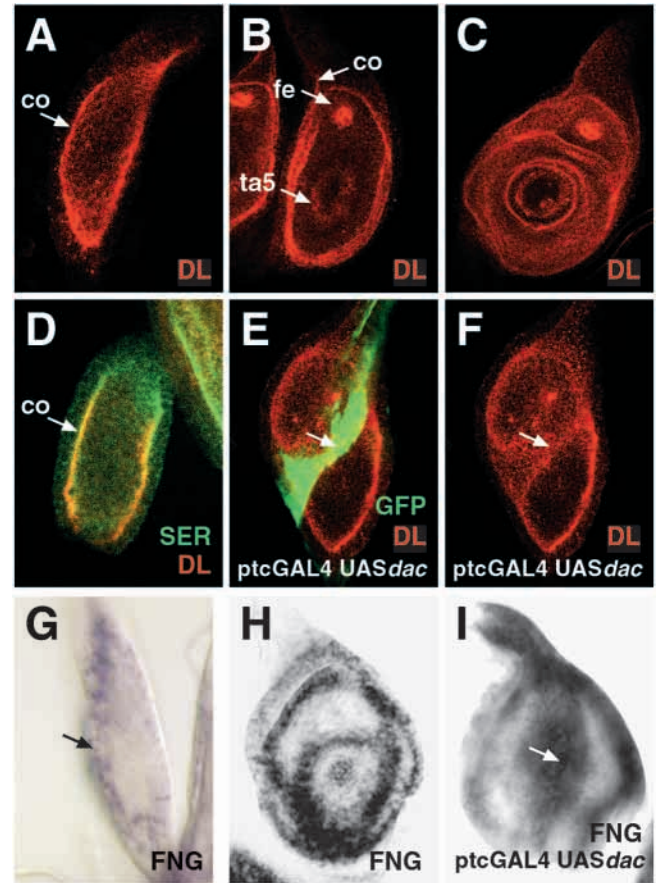 A
co
DL
B
co
fe
ta5
DL
C
DL
D
co
SER
DL
E
GFP
DL
ptcGAL4 UASdac
F
DL
ptcGAL4 UASdac
G
FNG
H
FNG
I
FNG
ptcGAL4 UASdac